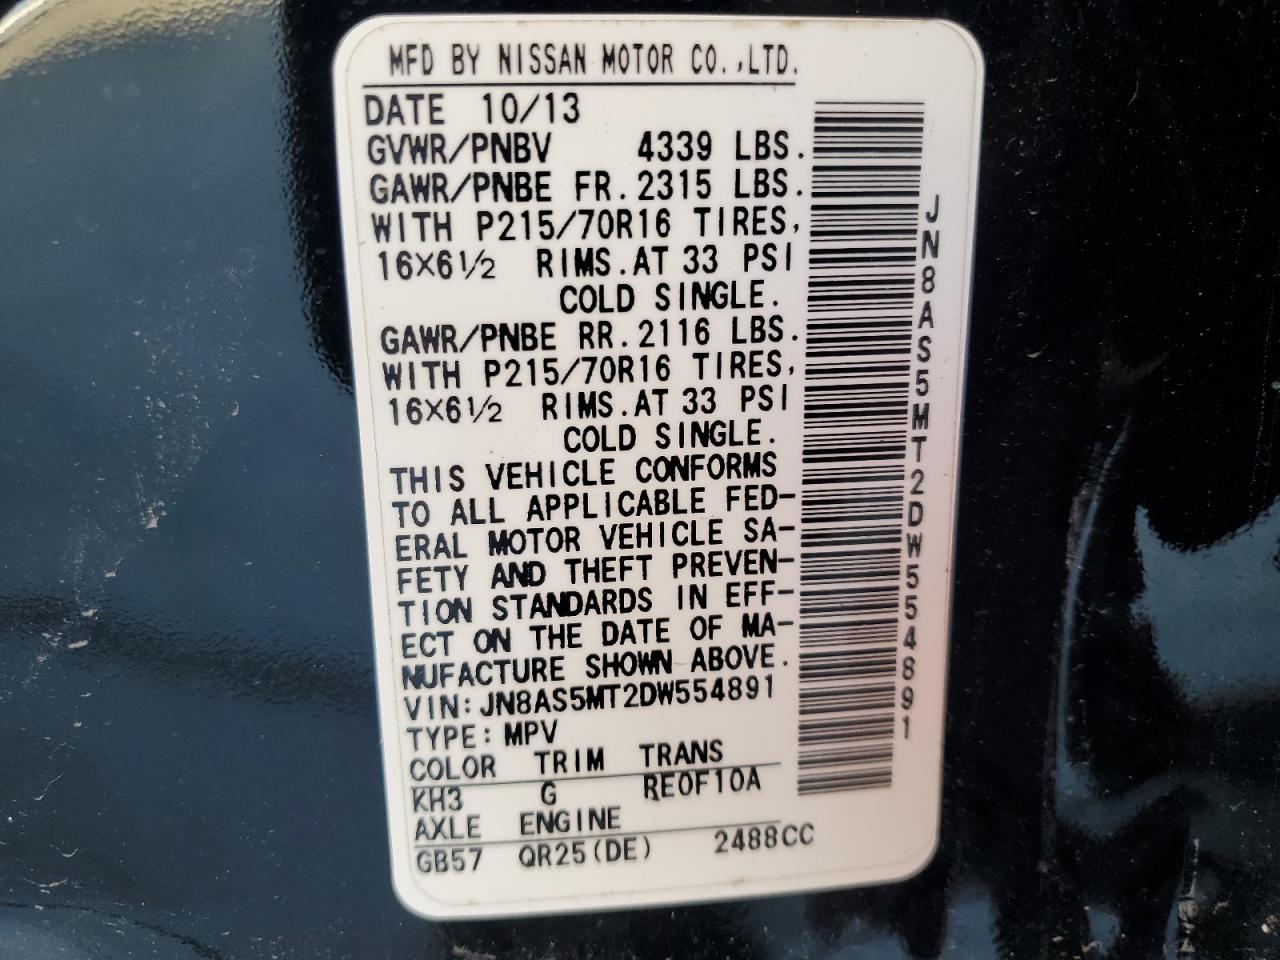 MFD BY NISSAN MOTOR CO.,LTD.
DATE 10/13
GVWR/PNBV 4339 LBS.
GAWR/PNBE FR.2315 LBS.
WITH P215/70R16 TIRES,
16X6½ RIMS.AT 33 PSI
COLD SINGLE.
GAWR/PNBE RR.2116 LBS.
WITH P215/70R16 TIRES,
16X6½ RIMS.AT 33 PSI
COLD SINGLE.
THIS VEHICLE CONFORMS
TO ALL APPLICABLE FED-
ERAL MOTOR VEHICLE SA-
FETY AND THEFT PREVEN-
TION STANDARDS IN EFF-
ECT ON THE DATE OF MA-
NUFACTURE SHOWN ABOVE.
VIN:JN8AS5MT2DW554891
TYPE:MPV
COLOR TRIM TRANS
KH3 G RE0F10A
AXLE ENGINE
GB57 QR25(DE) 2488CC
JN8AS5MT2DW554891